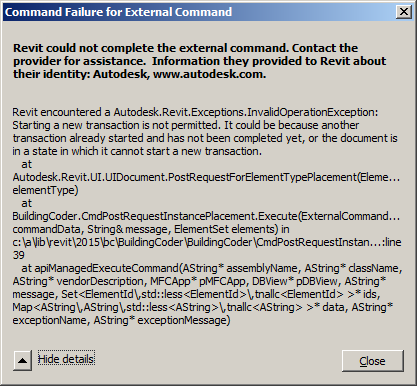 Command Failure for External Command
Revit could not complete the external command. Contact the
provider for assistance.  Information they provided to Revit about
their identity: Autodesk, www.autodesk.com.
Revit encountered a Autodesk.Revit.Exceptions.InvalidOperationException:
Starting a new transaction is not permitted. It could be because another
transaction already started and has not been completed yet, or the document is
in a state in which it cannot start a new transaction.
at
Autodesk.Revit.UI.UIDocument.PostRequestForElementTypePlacement(Eleme...
elementType)
at
BuildingCoder.CmdPostRequestInstancePlacement.Execute(ExternalCommand...
commandData, String& message, ElementSet elements) in
c:\a\lib\revit\2015\bc\BuildingCoder\BuildingCoder\CmdPostRequestInstan...:line
39
at apiManagedExecuteCommand(AString* assemblyName, AString* className,
AString* vendorDescription, MFCApp* pMFCApp, DBView* pDBView, AString*
message, Set<ElementId\,std::less<ElementId>\,tnallc<ElementId> >* ids,
Map<AString\,AString\,std::less<AString>\,tnallc<AString> >* data, AString*
exceptionName, AString* exceptionMessage)
Hide details
Close